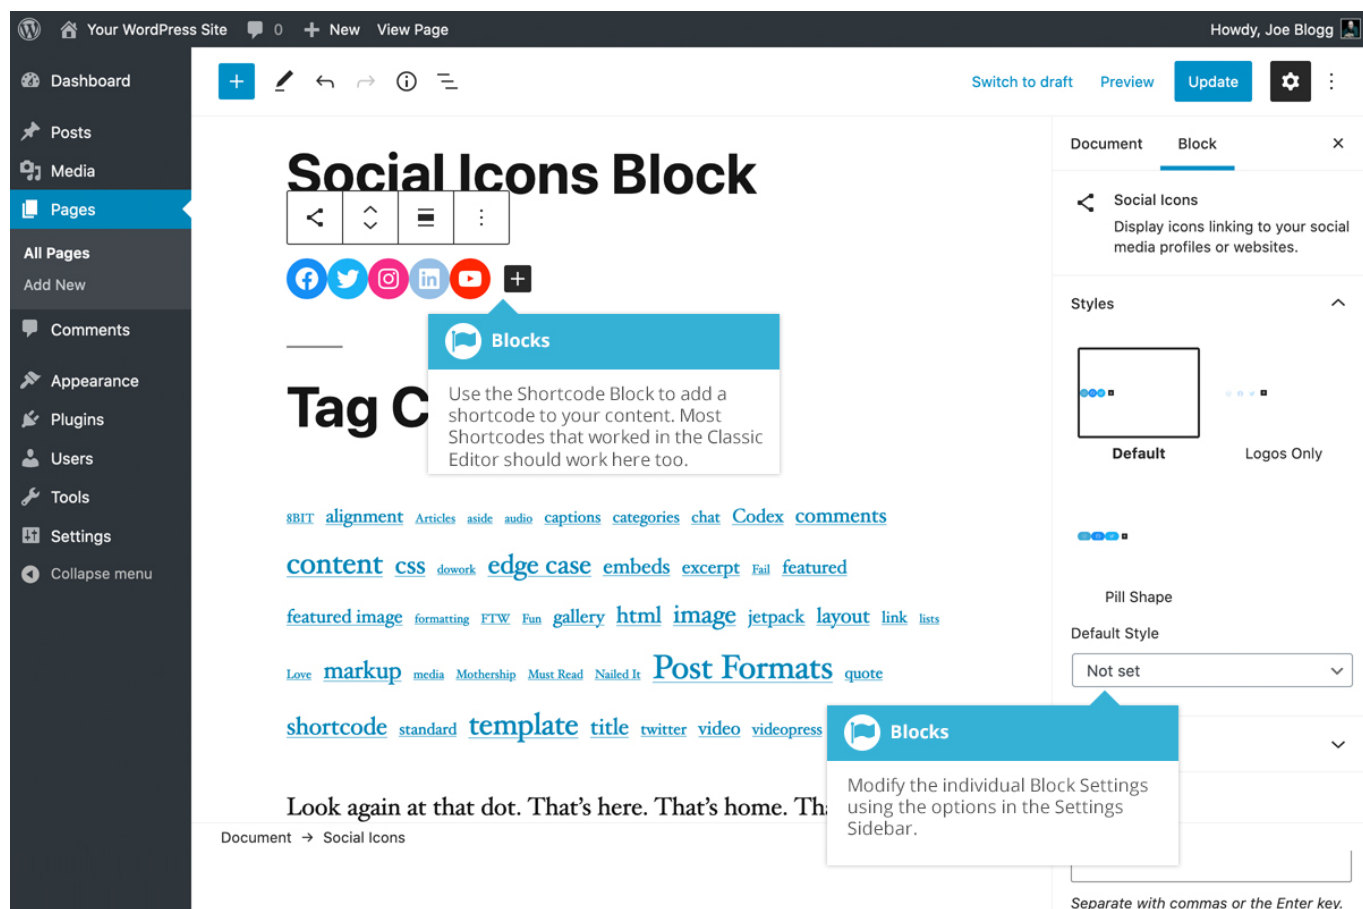 Your WordPress Site 0 New View Page Howdy, Joe Blogg
Dashboard
Posts
Media
Pages
All Pages
Add New
Comments
Appearance
Plugins
Users
Tools
Settings
Collapse menu
Switch to draft Preview Update
Social Icons Block
Blocks
Use the Shortcode Block to add a
shortcode to your content. Most
Shortcodes that worked in the Classic
Editor should work here too.
Tag C
8BIT alignment Articles aside audio captions categories chat Codex comments
content css dowork edge case embeds excerpt Fail featured
featured image formatting FTW Fun gallery html image jetpack layout link lists
Love markup media Mothership Must Read Nailed It Post Formats quote
shortcode standard template title twitter video videopress
Look again at that dot. That's here. That's home. Th
Document → Social Icons
Document Block
Social Icons
Display icons linking to your social
media profiles or websites.
Styles
Default Logos Only
Pill Shape
Default Style
Not set
Blocks
Modify the individual Block Settings
using the options in the Settings
Sidebar.
Separate with commas or the Enter key.